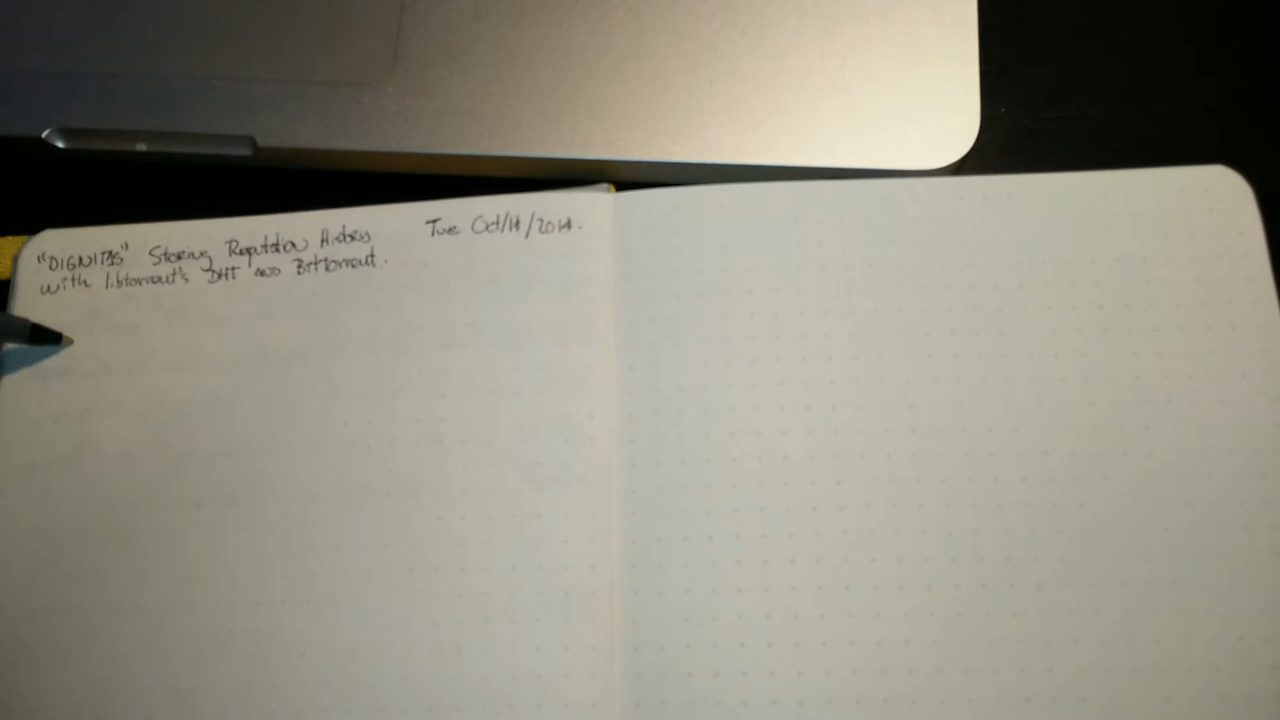 "DIGNITAS" Storing Reputation History
with libtorrent's DHT AND BitTorrent.
Tue Oct/14/2014.